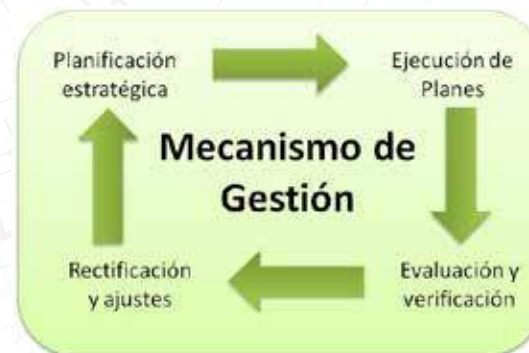 Planificación
estratégica
Ejecución de
Planes
Mecanismo de
Gestión
Rectificación
y ajustes
Evaluación y
verificación